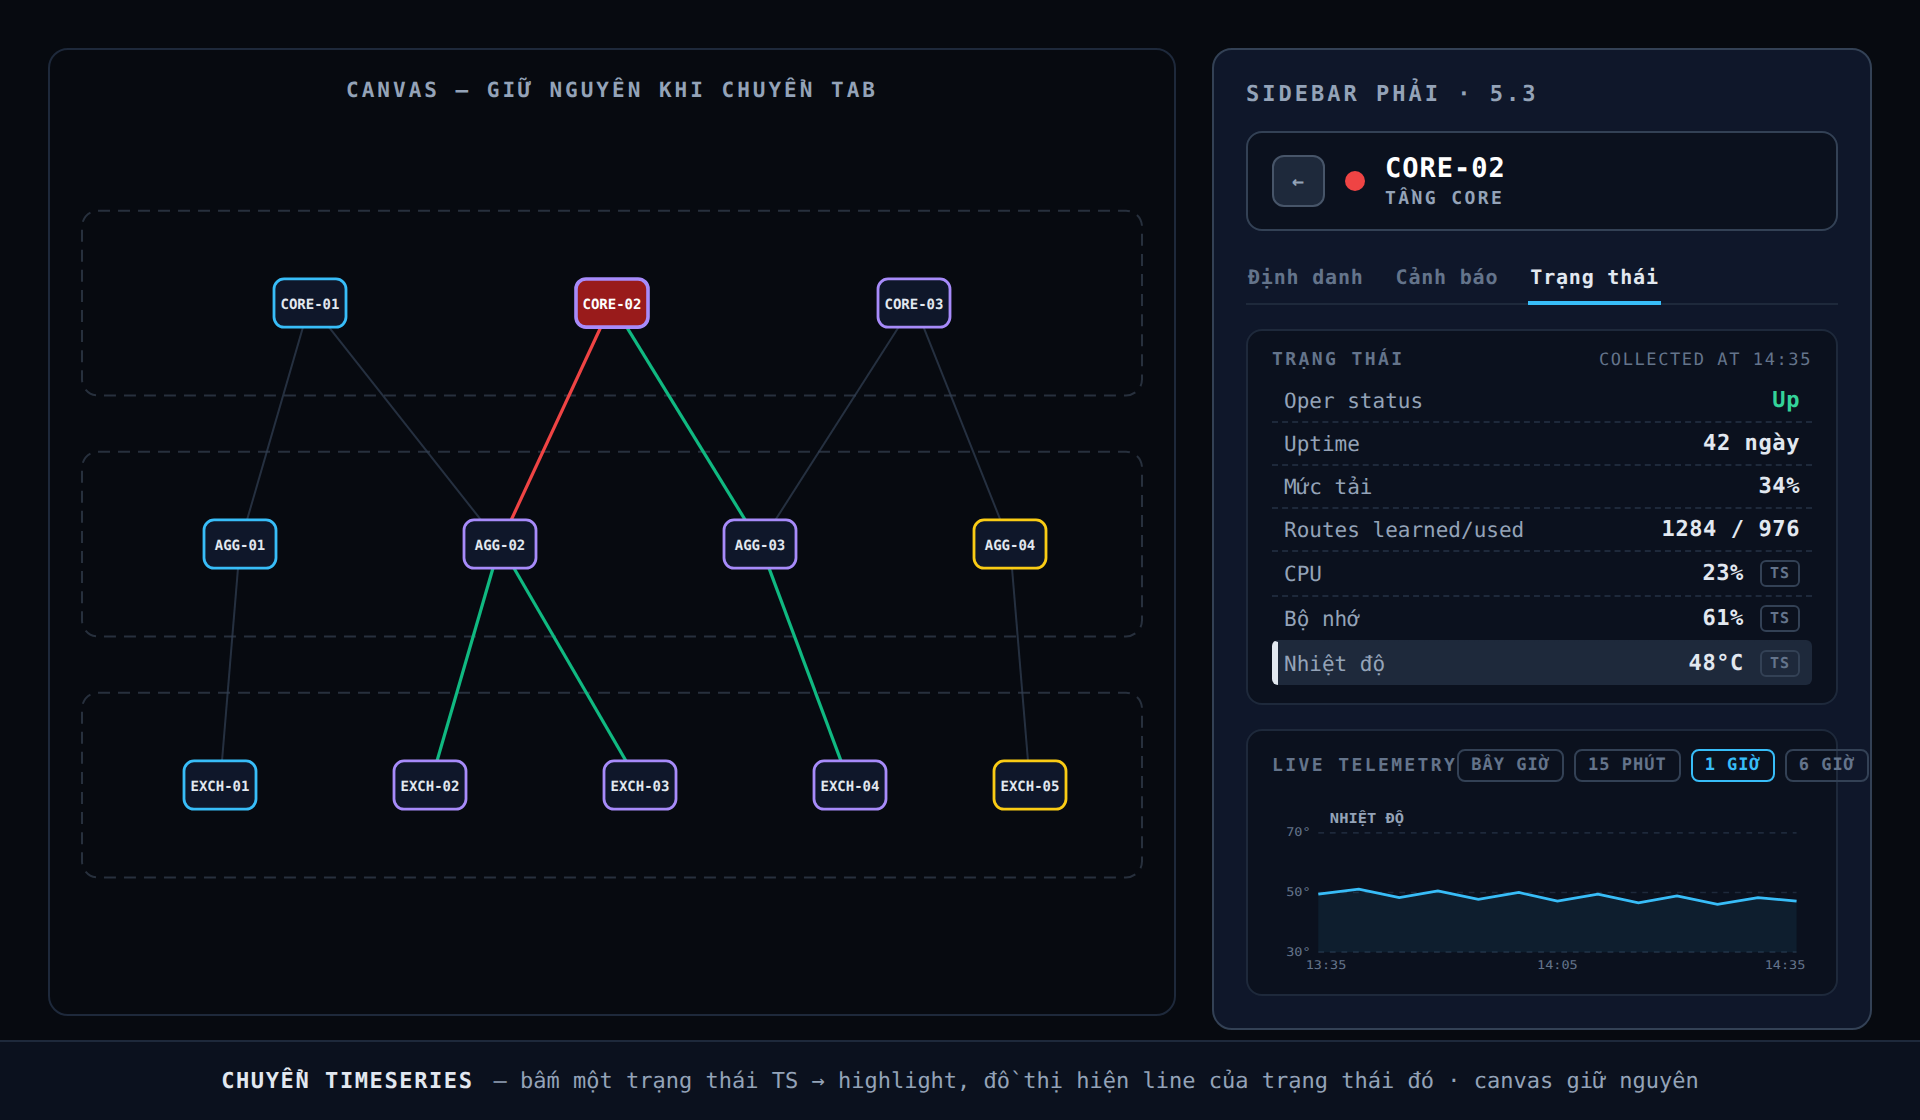 CANVAS — GIỮ NGUYÊN KHI CHUYỂN TAB
CORE-01
CORE-02
CORE-03
AGG-01
AGG-02
AGG-03
AGG-04
EXCH-01
EXCH-02
EXCH-03
EXCH-04
EXCH-05
SIDEBAR PHẢI · 5.3
←
CORE-02
TẦNG CORE
Định danh Cảnh báo Trạng thái
TRẠNG THÁI COLLECTED AT 14:35
Oper status Up
Uptime 42 ngày
Mức tải 34%
Routes learned/used 1284 / 976
CPU 23% TS
Bộ nhớ 61% TS
Nhiệt độ 48°C TS
LIVE TELEMETRY BÂY GIỜ 15 PHÚT 1 GIỜ 6 GIỜ
NHIỆT ĐỘ
70°
50°
30°
13:35 14:05 14:35
CHUYỂN TIMESERIES — bấm một trạng thái TS → highlight, đồ thị hiện line của trạng thái đó · canvas giữ nguyên